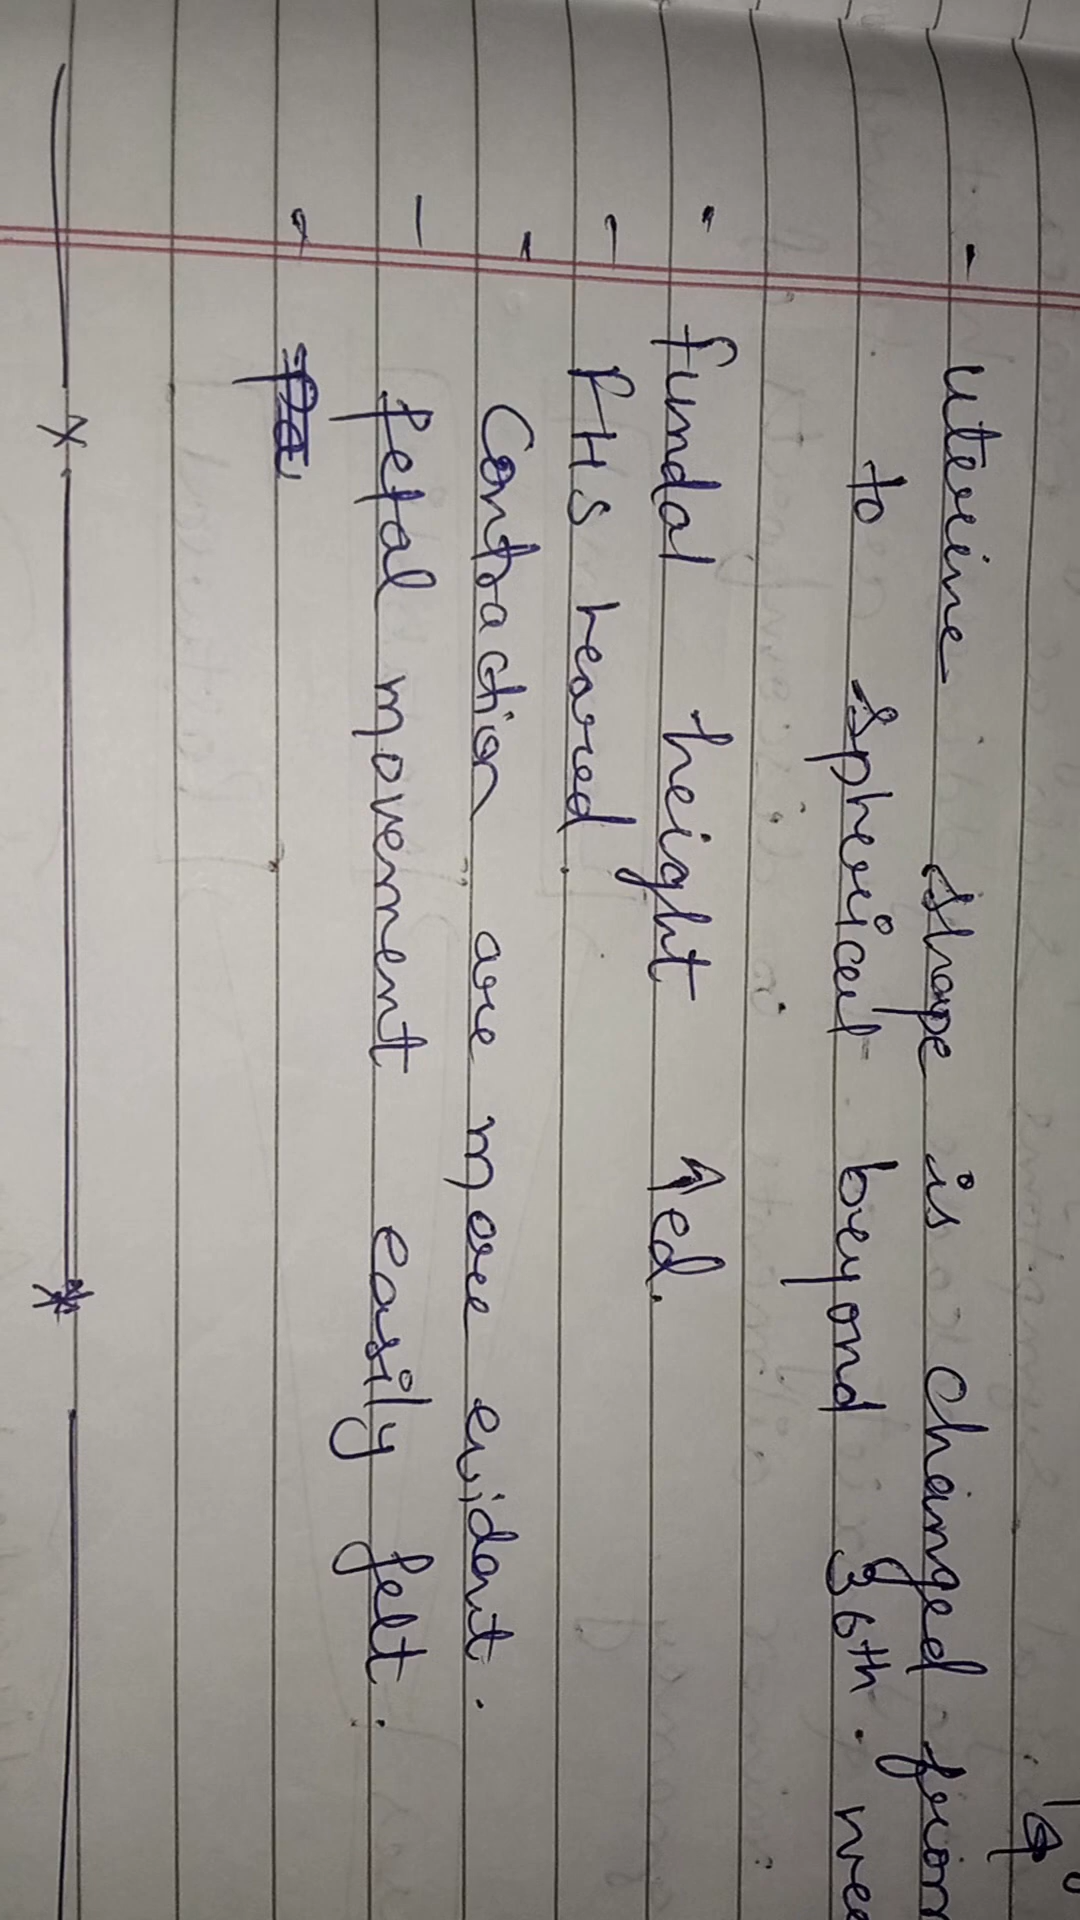 - Uterine shape is changed from
to spherical beyond 36th. wee
- fundal height ↑ed.
- FHS heared.
- Contraction are more evident.
- fetal movement easily felt.